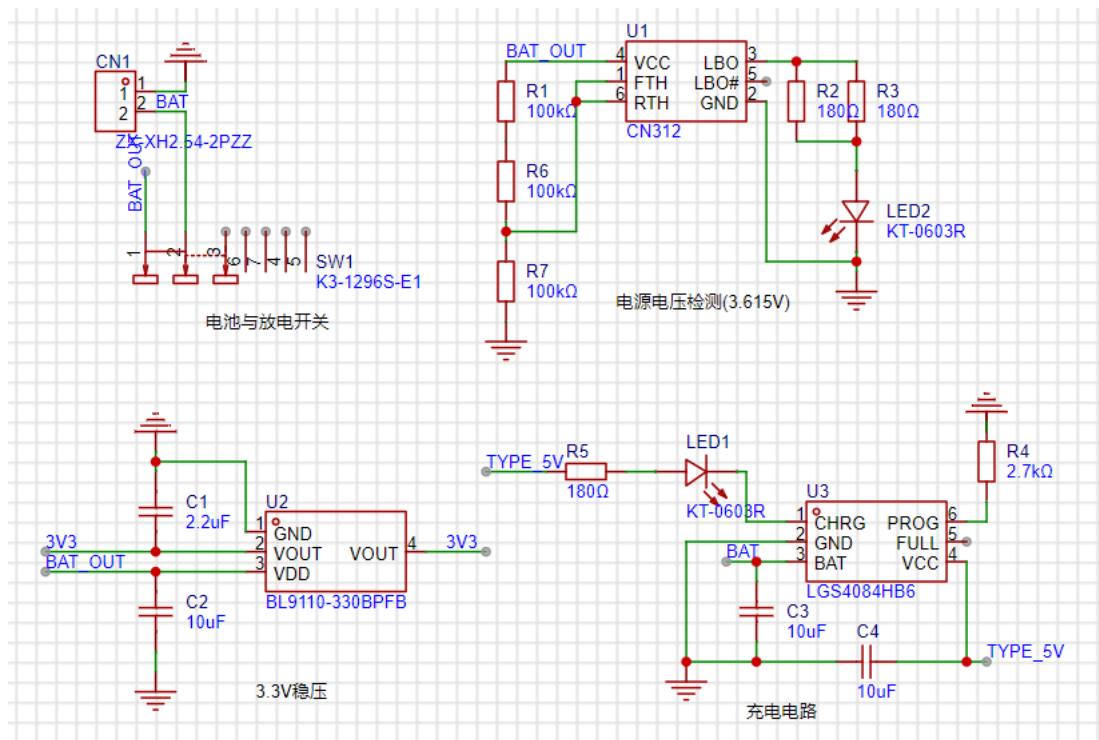 CN1
1
2
1
2
BAT
ZX-XH2.54-2PZZ
BAT_OUT
1
2
3
6
7
4
5
SW1
K3-1296S-E1
电池与放电开关
U1
BAT_OUT
4
1
6
VCC
FTH
RTH
LBO
LBO#
GND
3
5
2
CN312
R1
100kΩ
R6
100kΩ
R7
100kΩ
R2
180Ω
R3
180Ω
LED2
KT-0603R
电源电压检测(3.615V)
C1
2.2uF
U2
1
2
3
GND
VOUT
VDD
VOUT
4
3V3
3V3
BAT_OUT
BL9110-330BPFB
C2
10uF
3.3V稳压
TYPE_5V
R5
180Ω
LED1
KT-0603R
R4
2.7kΩ
U3
1
2
3
CHRG
GND
BAT
PROG
FULL
VCC
6
5
4
LGS4084HB6
BAT
C3
10uF
C4
10uF
TYPE_5V
充电电路